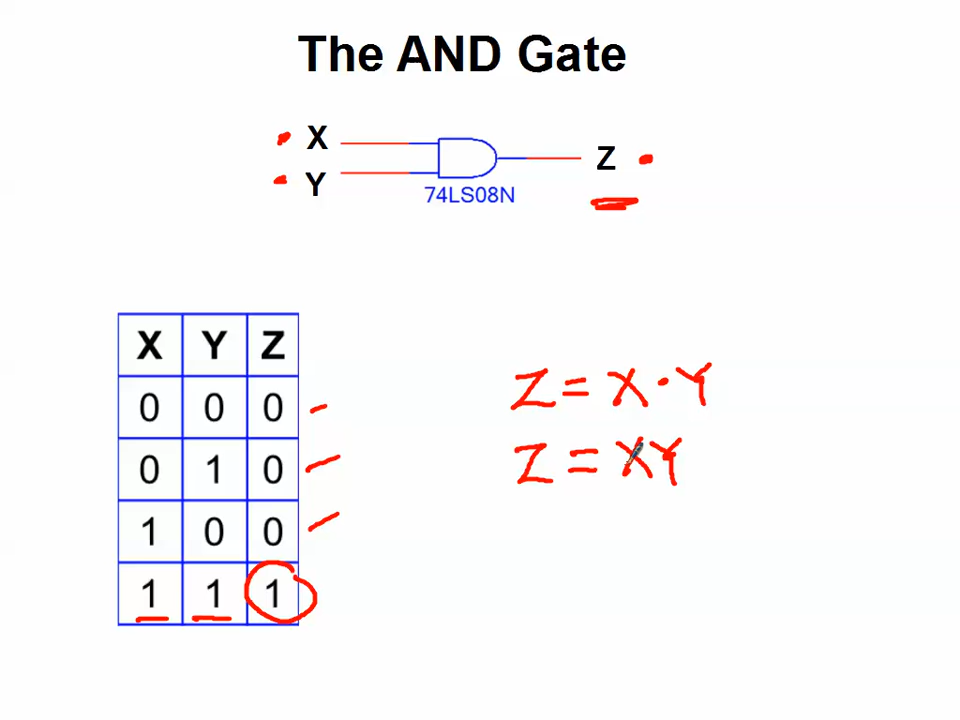 The AND Gate
X
Y
Z
74LS08N
X Y Z
0 0 0
0 1 0
1 0 0
1 1 1
Z = X · Y
Z = XY